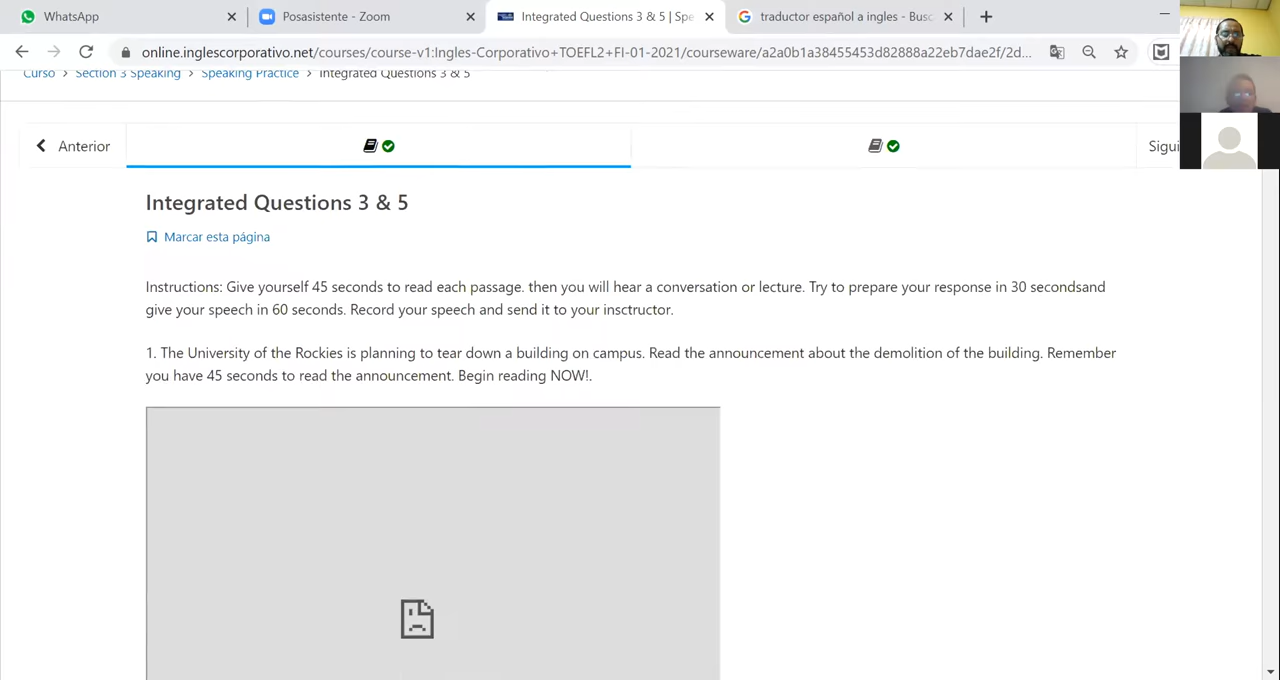 WhatsApp
Posasistente - Zoom
Integrated Questions 3 & 5 | Spe
traductor español a ingles - Busc
online.inglescorporativo.net/courses/course-v1:Ingles-Corporativo+TOEFL2+FI-01-2021/courseware/a2a0b1a38455453d82888a22eb7dae2f/2d...
Curso > Section 3 Speaking > Speaking Practice > Integrated Questions 3 & 5
Anterior
Sigui
Integrated Questions 3 & 5
Marcar esta página
Instructions: Give yourself 45 seconds to read each passage. then you will hear a conversation or lecture. Try to prepare your response in 30 secondsand
give your speech in 60 seconds. Record your speech and send it to your insctructor.
1. The University of the Rockies is planning to tear down a building on campus. Read the announcement about the demolition of the building. Remember
you have 45 seconds to read the announcement. Begin reading NOW!.